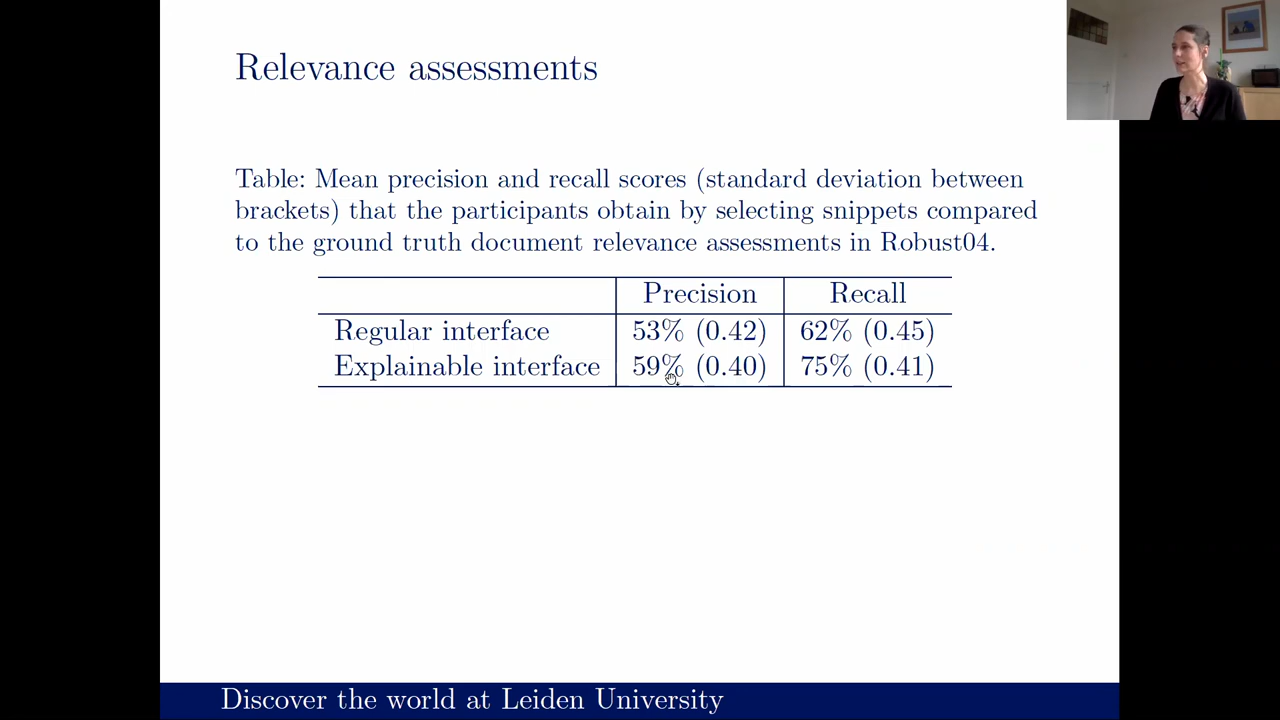 Relevance assessments
Table: Mean precision and recall scores (standard deviation between
brackets) that the participants obtain by selecting snippets compared
to the ground truth document relevance assessments in Robust04.
Precision Recall
Regular interface 53% (0.42) 62% (0.45)
Explainable interface 59% (0.40) 75% (0.41)
Discover the world at Leiden University